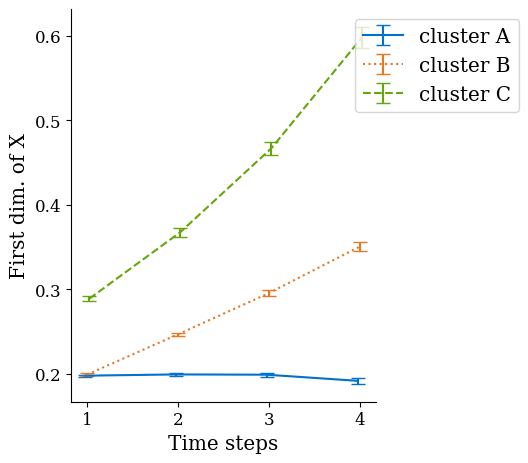 cluster A
cluster B
cluster C
First dim. of X
0.6
0.5
0.4
0.3
0.2
1 2 3 4
Time steps